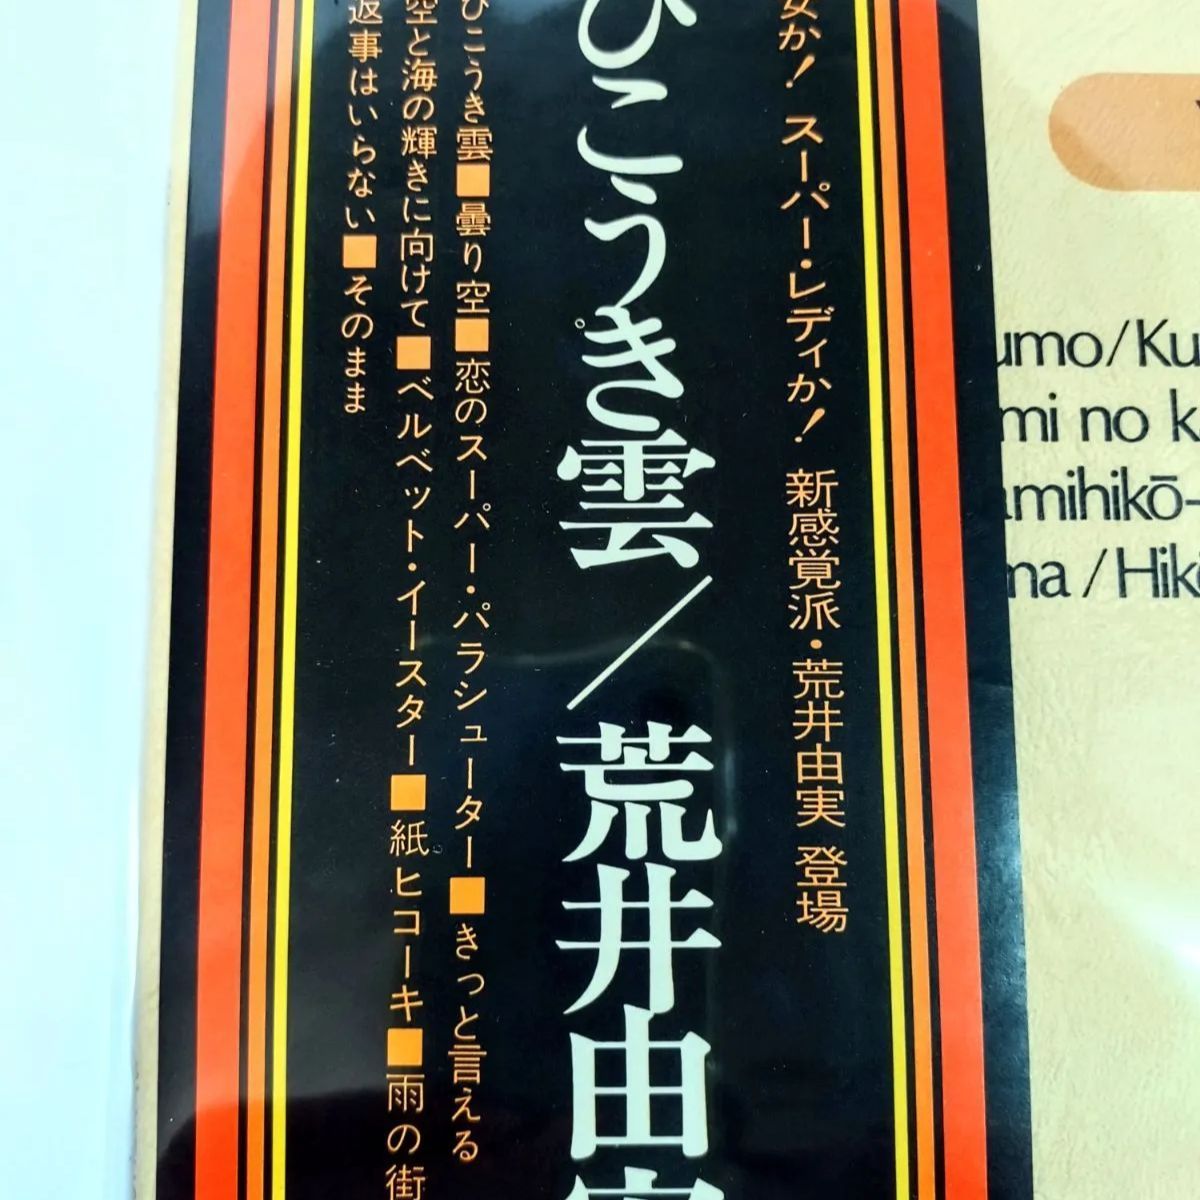 女か！スーパー・レディか！新感覚派・荒井由実 登場
ひこうき雲／荒井由実
ひこうき雲■曇り空■恋のスーパー・パラシューター■きっと言える
空と海の輝きに向けて■ベルベット・イースター■紙ヒコーキ■雨の街
返事はいらない■そのまま
umo/Ku
mi no k
amihikō-
ma / Hikō